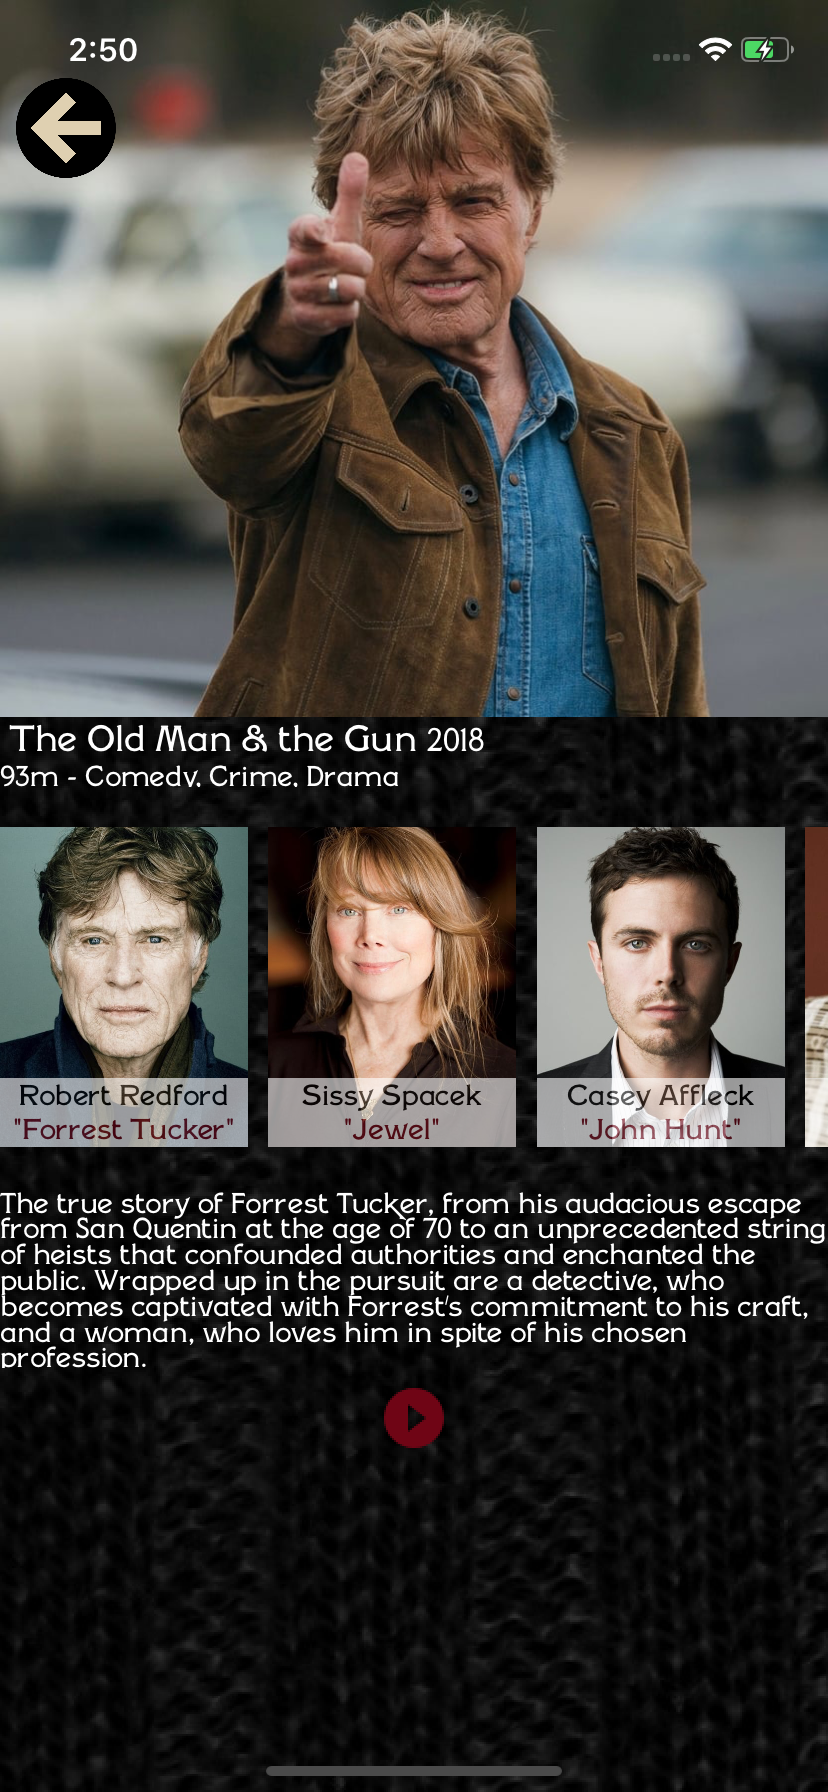 2:50
The Old Man & the Gun 2018
93m - Comedy, Crime, Drama
Robert Redford
"Forrest Tucker"
Sissy Spacek
"Jewel"
Casey Affleck
"John Hunt"
The true story of Forrest Tucker, from his audacious escape
from San Quentin at the age of 70 to an unprecedented string
of heists that confounded authorities and enchanted the
public. Wrapped up in the pursuit are a detective, who
becomes captivated with Forrest's commitment to his craft,
and a woman, who loves him in spite of his chosen
profession.